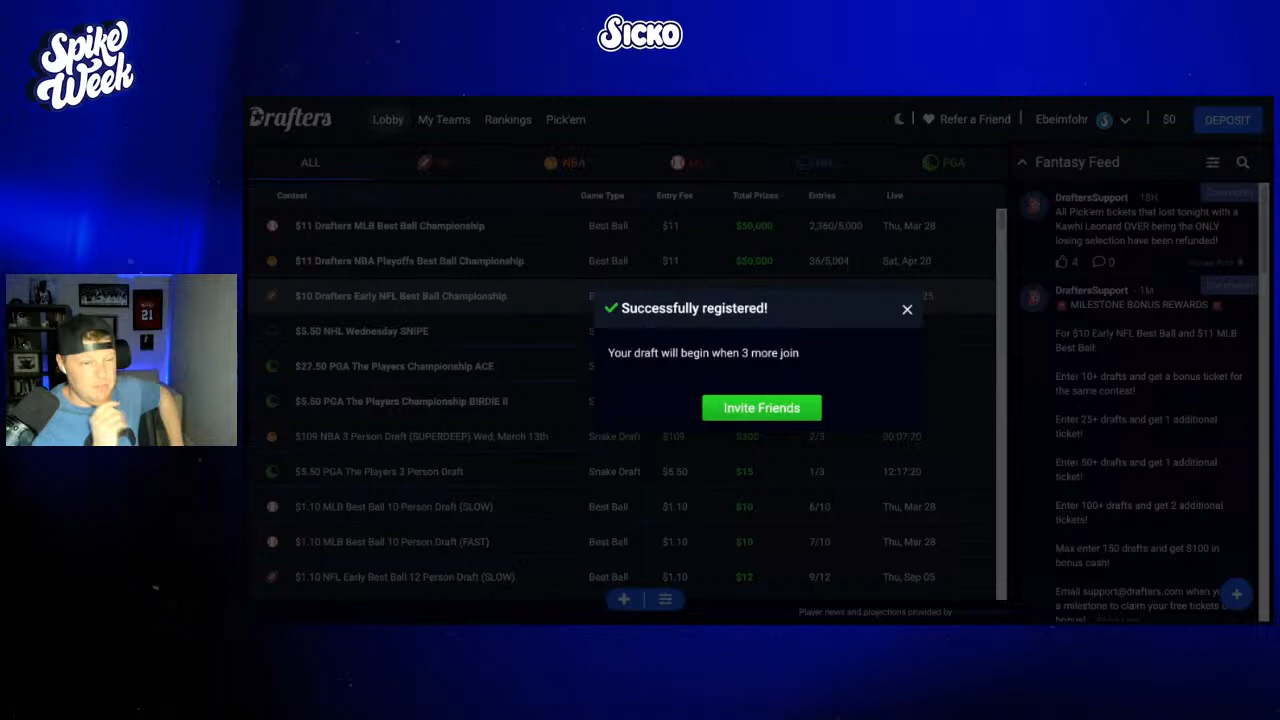 Spike
Week
Sicko
Drafters
Lobby
My Teams
Rankings
Pick'em
Refer a Friend
Ebeimfohr
$0
DEPOSIT
ALL
NBA
PGA
Fantasy Feed
Contest
Game Type
Entry Fee
Total Prizes
Entries
Live
$11 Drafters MLB Best Ball Championship
Best Ball
$11
$50,000
2,360/5,000
Thu, Mar 28
$11 Drafters NBA Playoffs Best Ball Championship
Best Ball
$11
$50,000
36/5,004
Sat, Apr 20
$10 Drafters Early NFL Best Ball Championship
$5.50 NHL Wednesday SNIPE
$27.50 PGA The Players Championship ACE
$5.50 PGA The Players Championship BIRDIE II
$109 NBA 3 Person Draft (SUPERDEEP) Wed, March 13th
Snake Draft
$109
$300
2/3
00:07:20
$5.50 PGA The Players 3 Person Draft
Snake Draft
$5.50
$15
1/3
12:17:20
$1.10 MLB Best Ball 10 Person Draft (SLOW)
Best Ball
$1.10
$10
6/10
Thu, Mar 28
$1.10 MLB Best Ball 10 Person Draft (FAST)
Best Ball
$1.10
$10
7/10
Thu, Mar 28
$1.10 NFL Early Best Ball 12 Person Draft (SLOW)
Best Ball
$1.10
$12
9/12
Thu, Sep 05
Successfully registered!
Your draft will begin when 3 more join
Invite Friends
DraftersSupport 18H
All Pick'em tickets that lost tonight with a
Kawhi Leonard OVER being the ONLY
losing selection have been refunded!
4
0
DraftersSupport 1M
MILESTONE BONUS REWARDS
For $10 Early NFL Best Ball and $11 MLB
Best Ball:
Enter 10+ drafts and get a bonus ticket for
the same contest!
Enter 25+ drafts and get 1 additional
ticket!
Enter 50+ drafts and get 1 additional
ticket!
Enter 100+ drafts and get 2 additional
tickets!
Max enter 150 drafts and get $100 in
bonus cash!
Email support@drafters.com when
a milestone to claim your free tickets
bonus!
Player news and projections provided by
21